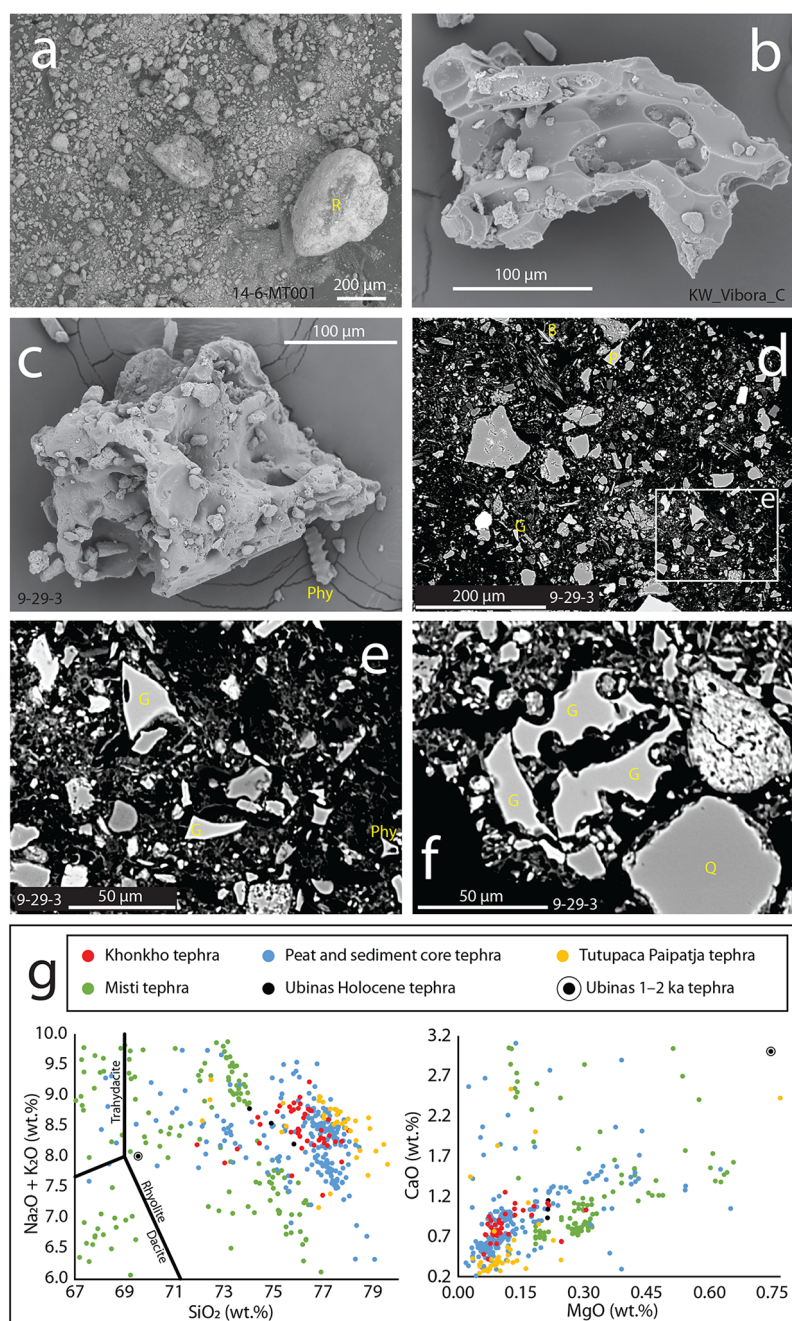 a
R
14-6-MT001
200 µm
b
100 µm
KW_Vibora_C
c
100 µm
9-29-3
Phy
d
B
P
G
e
200 µm
9-29-3
e
G
G
Phy
9-29-3
50 µm
f
G
G
G
Q
50 µm
9-29-3
g
Khonkho tephra
Peat and sediment core tephra
Tutupaca Paipatja tephra
Misti tephra
Ubinas Holocene tephra
Ubinas 1–2 ka tephra
Na₂O + K₂O (wt.%)
10.0
9.5
9.0
8.5
8.0
7.5
7.0
6.5
6.0
Trahydacite
Rhyolite
Dacite
67
69
71
73
75
77
79
SiO₂ (wt.%)
CaO (wt.%)
3.2
2.7
2.2
1.7
1.2
0.7
0.2
0.00
0.15
0.30
0.45
0.60
0.75
MgO (wt.%)